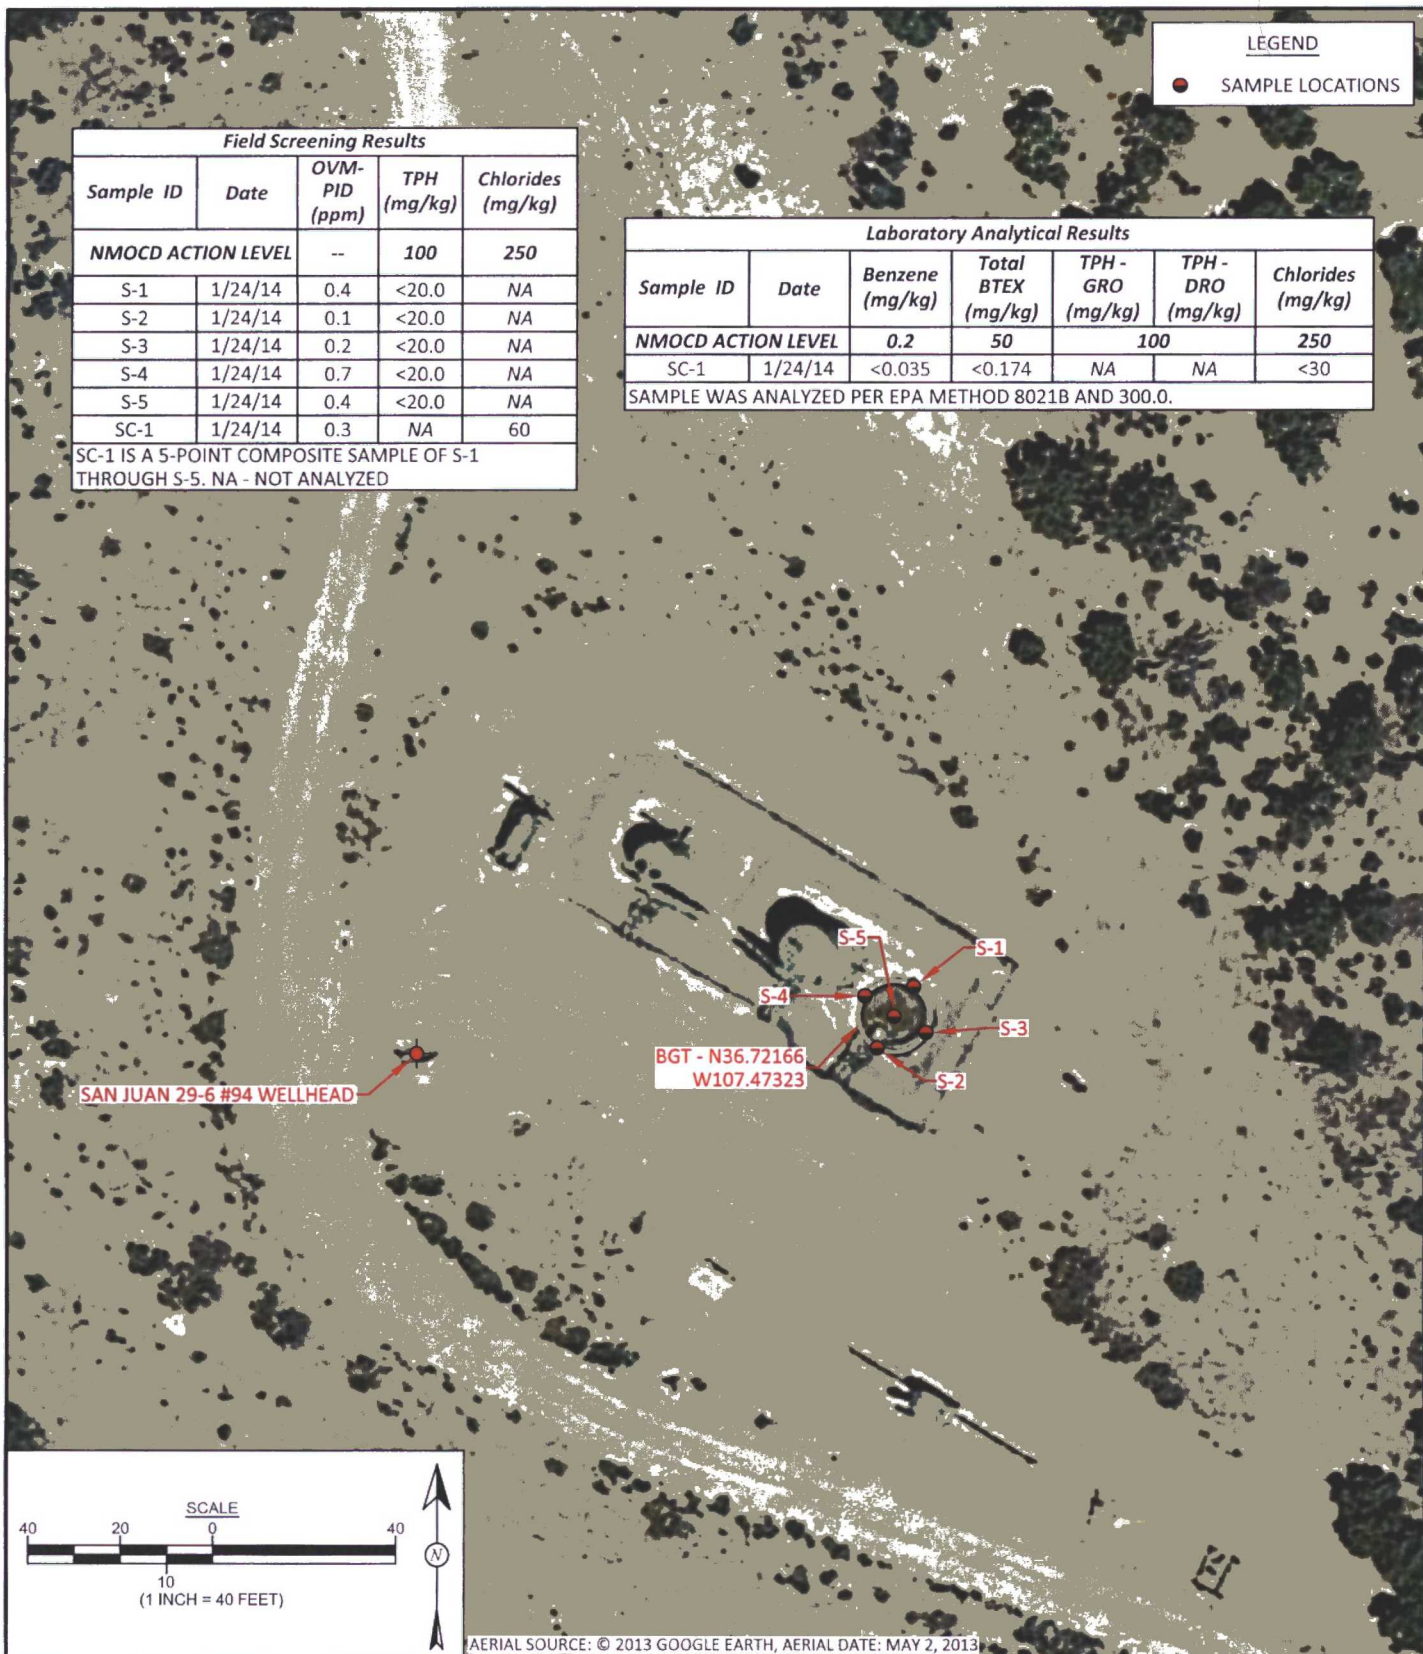 LEGEND
SAMPLE LOCATIONS
Field Screening Results
Sample ID Date OVM-PID (ppm) TPH (mg/kg) Chlorides (mg/kg)
NMOCD ACTION LEVEL -- 100 250
S-1 1/24/14 0.4 <20.0 NA
S-2 1/24/14 0.1 <20.0 NA
S-3 1/24/14 0.2 <20.0 NA
S-4 1/24/14 0.7 <20.0 NA
S-5 1/24/14 0.4 <20.0 NA
SC-1 1/24/14 0.3 NA 60
SC-1 IS A 5-POINT COMPOSITE SAMPLE OF S-1
THROUGH S-5. NA - NOT ANALYZED
Laboratory Analytical Results
Sample ID Date Benzene (mg/kg) Total BTEX (mg/kg) TPH - GRO (mg/kg) TPH - DRO (mg/kg) Chlorides (mg/kg)
NMOCD ACTION LEVEL 0.2 50 100 250
SC-1 1/24/14 <0.035 <0.174 NA NA <30
SAMPLE WAS ANALYZED PER EPA METHOD 8021B AND 300.0.
S-5
S-1
S-4
S-3
BGT - N36.72166
W107.47323
S-2
SAN JUAN 29-6 #94 WELLHEAD
SCALE
40 20 0 40
10
(1 INCH = 40 FEET)
N
AERIAL SOURCE: © 2013 GOOGLE EARTH, AERIAL DATE: MAY 2, 2013